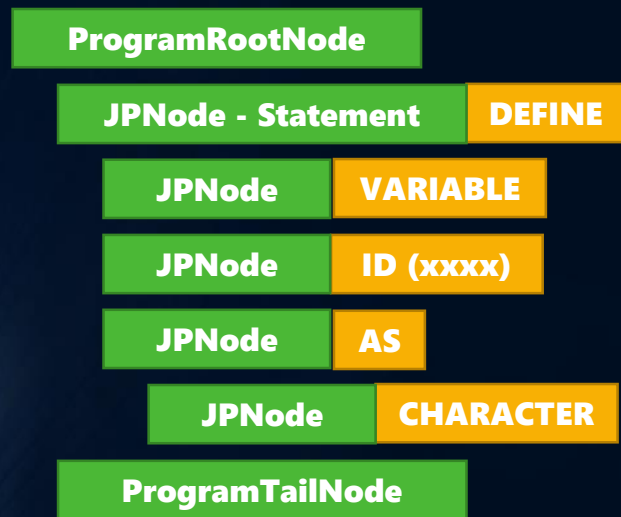 ProgramRootNode
JPNode - Statement DEFINE
JPNode VARIABLE
JPNode ID (xxxx)
JPNode AS
JPNode CHARACTER
ProgramTailNode